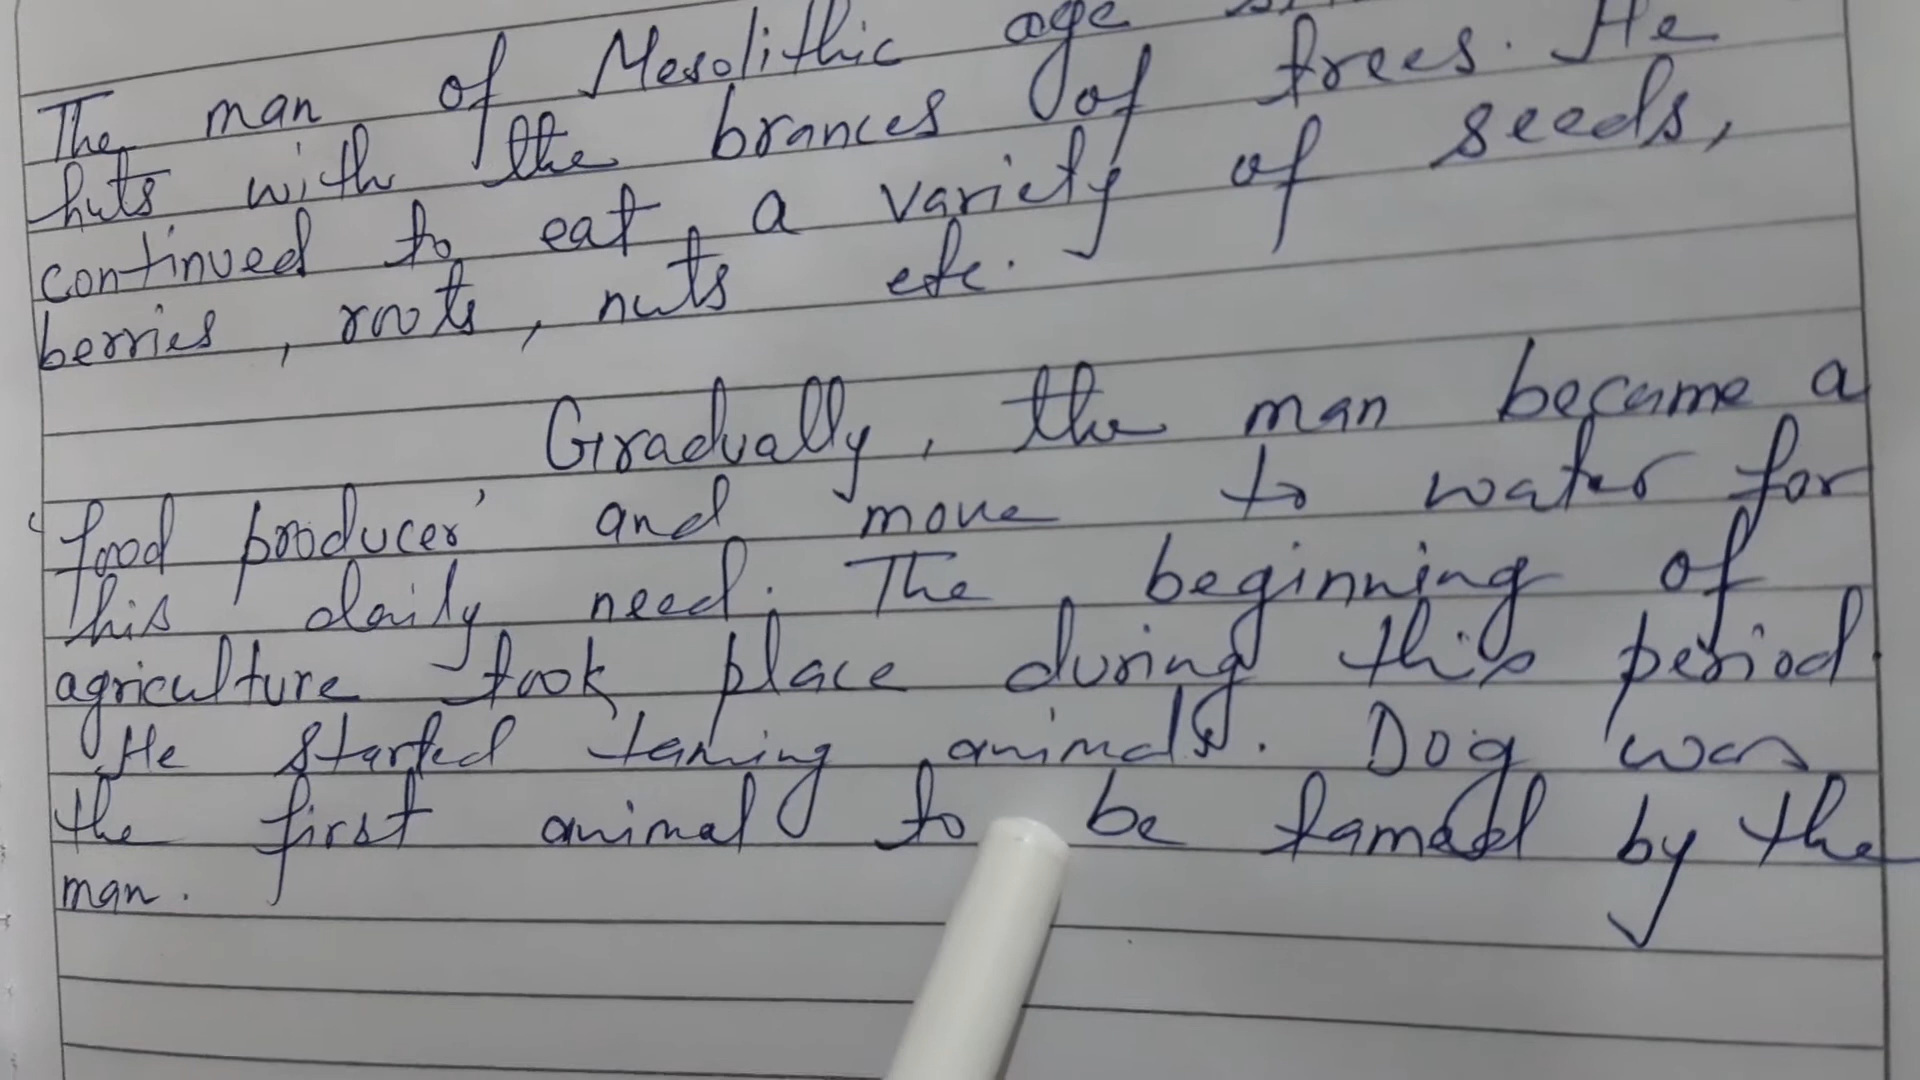 The man of Mesolithic age
huts with the brances of trees. He
continued to eat a variety of seeds,
berries, roots, nuts etc.
Gradually, the man became a
'food producer' and move to water for
his daily need. The beginning of
agriculture took place during this period
He started taming animals. Dog was
the first animal to be tamed by the
man.